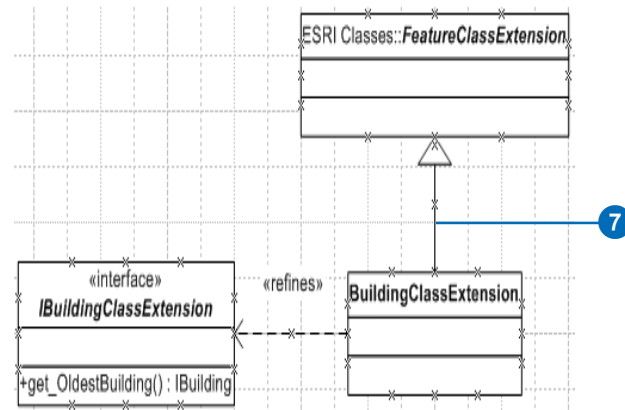 ESRI Classes::FeatureClassExtension
7
«interface»
IBuildingClassExtension
«refines»
BuildingClassExtension
+get_OldestBuilding() : IBuilding